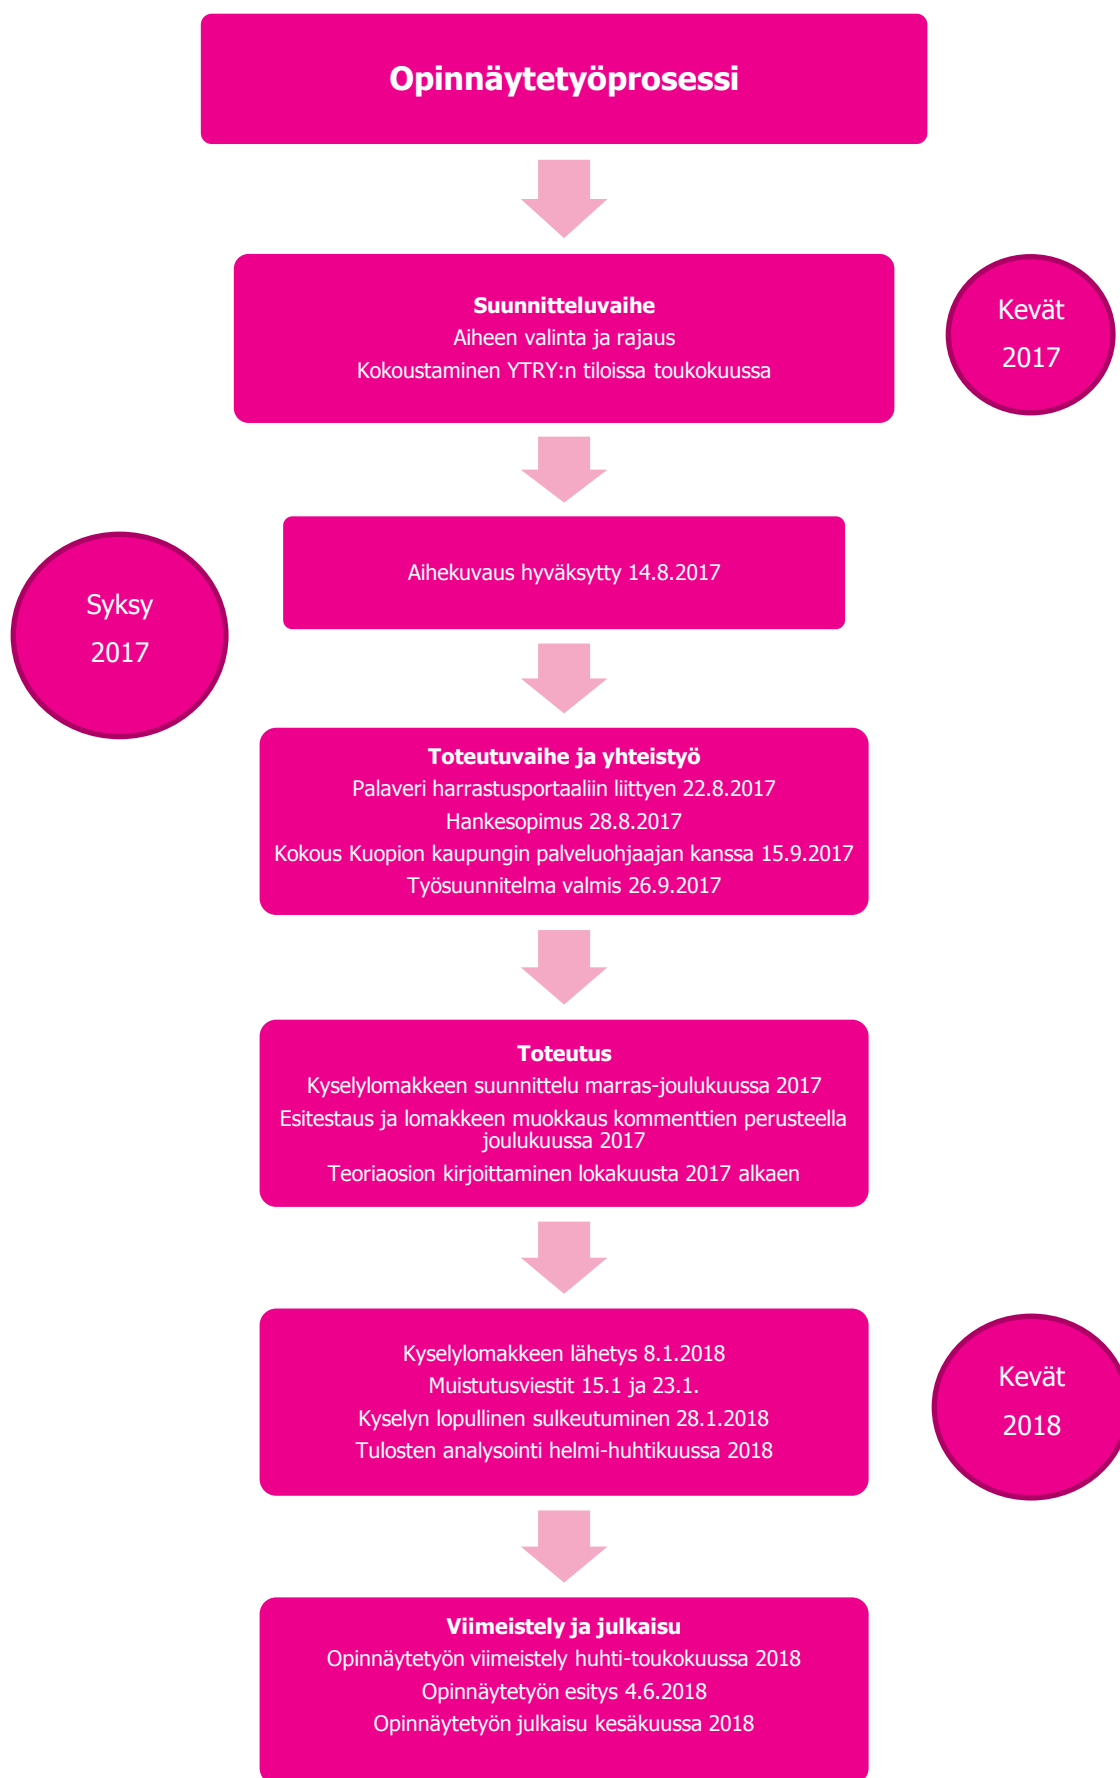 Opinnäytetyöprosessi
Suunnitteluvaihe
Aiheen valinta ja rajaus
Kokoustaminen YTRY:n tiloissa toukokuussa
Kevät
2017
Aihekuvaus hyväksytty 14.8.2017
Syksy
2017
Toteutuvaihe ja yhteistyö
Palaveri harrastusportaaliin liittyen 22.8.2017
Hankesopimus 28.8.2017
Kokous Kuopion kaupungin palveluohjaajan kanssa 15.9.2017
Työsuunnitelma valmis 26.9.2017
Toteutus
Kyselylomakkeen suunnittelu marras-joulukuussa 2017
Esitestaus ja lomakkeen muokkaus kommenttien perusteella
joulukuussa 2017
Teoriaosion kirjoittaminen lokakuusta 2017 alkaen
Kyselylomakkeen lähetys 8.1.2018
Muistutusviestit 15.1 ja 23.1.
Kyselyn lopullinen sulkeutuminen 28.1.2018
Tulosten analysointi helmi-huhtikuussa 2018
Kevät
2018
Viimeistely ja julkaisu
Opinnäytetyön viimeistely huhti-toukokuussa 2018
Opinnäytetyön esitys 4.6.2018
Opinnäytetyön julkaisu kesäkuussa 2018